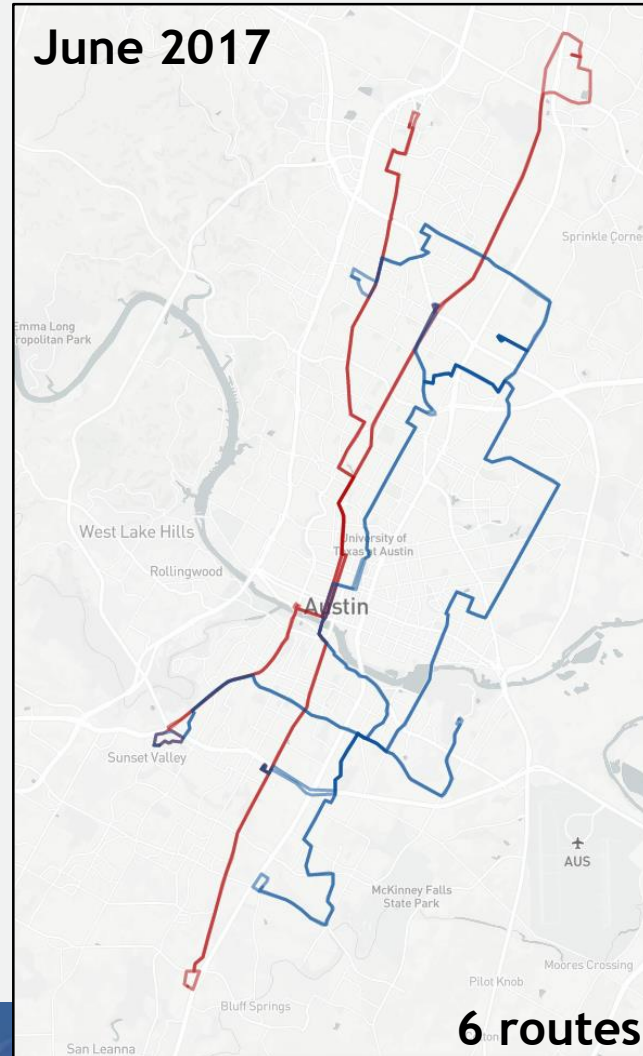 June 2017
Sprinkle Corne
Emma Long
ropolitan Park
West Lake Hills
University of
Texas at Austin
Rollingwood
Austin
Sunset Valley
AUS
McKinney Falls
State Park
Moores Crossing
Pilot Knob
Bluff Springs
6 routes
San Leanna